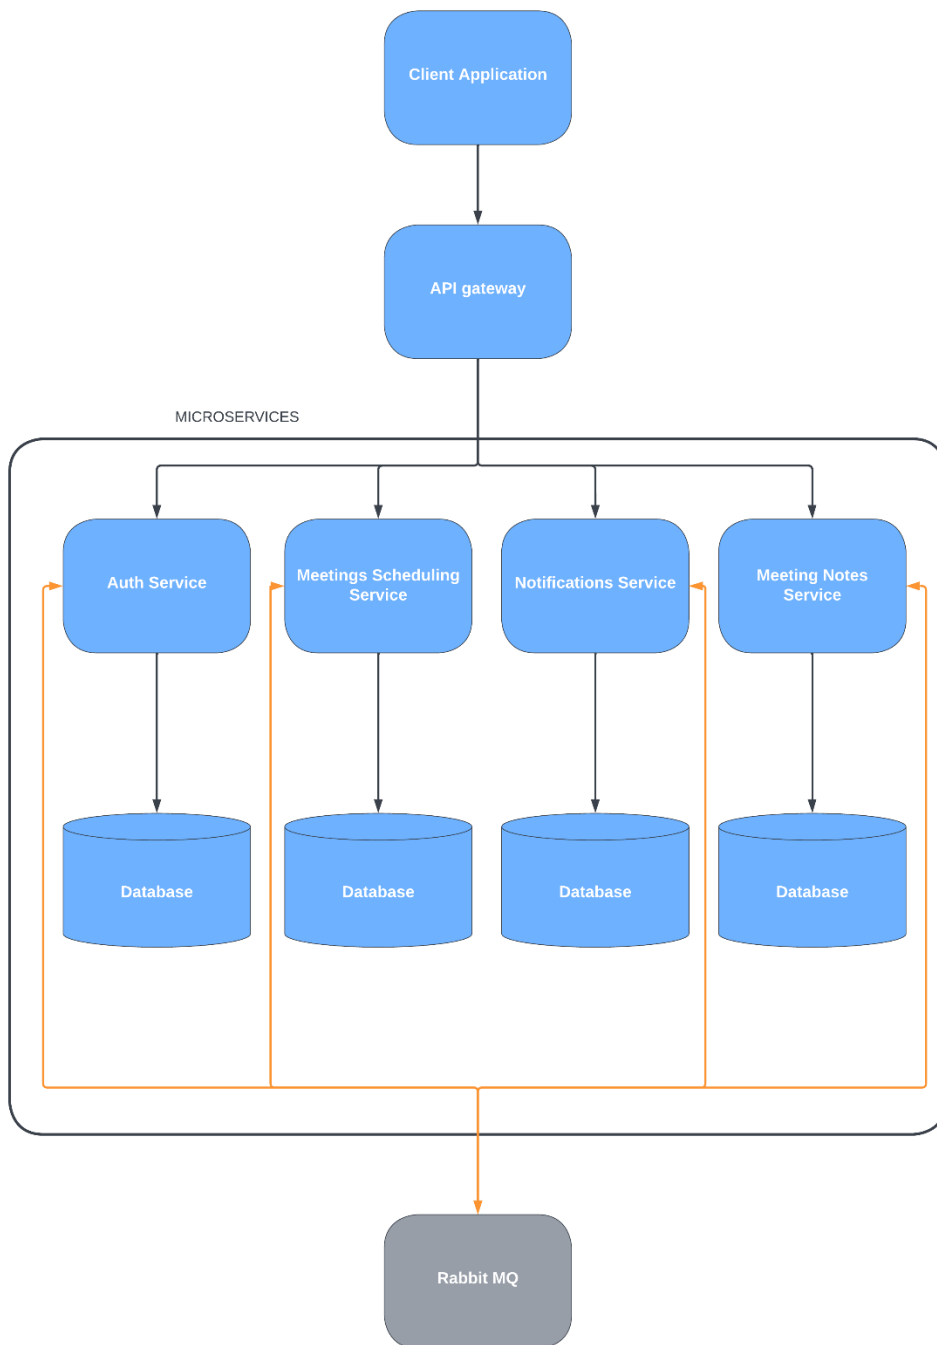 Client Application
API gateway
MICROSERVICES
Auth Service
Meetings Scheduling
Service
Notifications Service
Meeting Notes
Service
Database
Database
Database
Database
Rabbit MQ